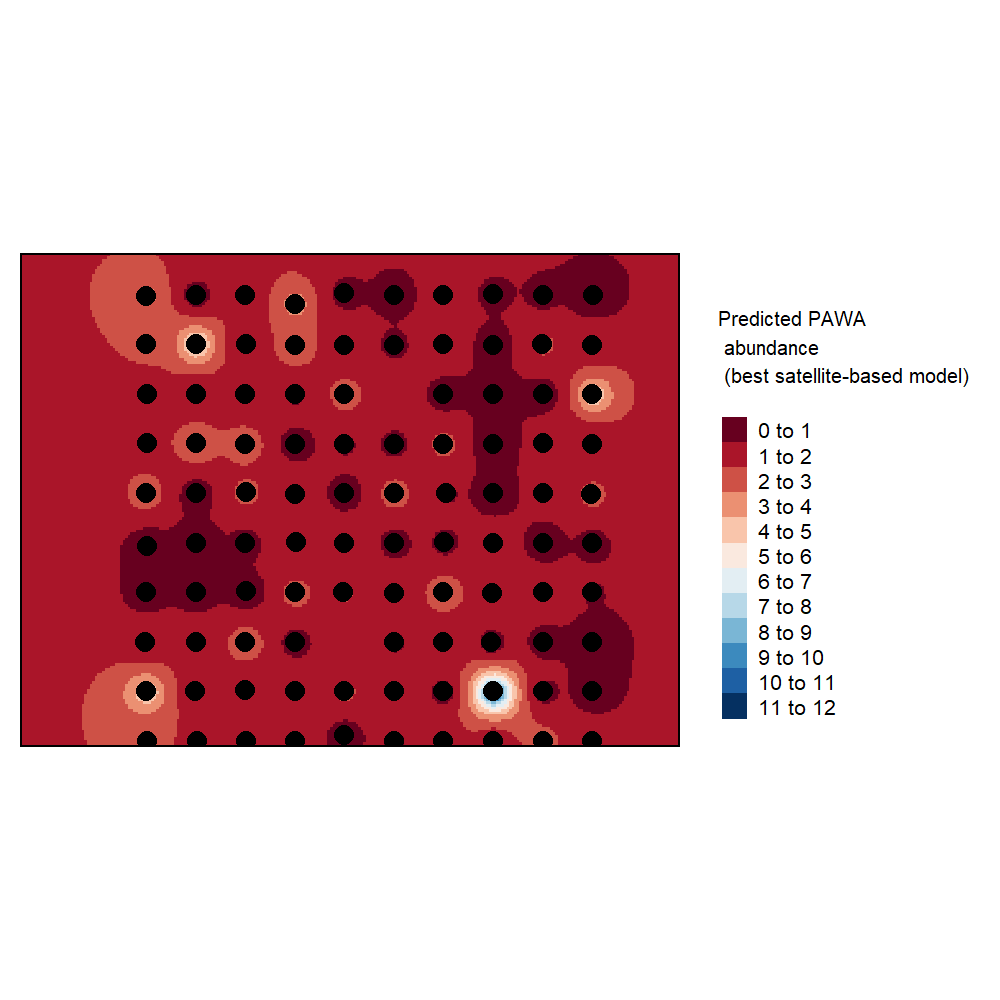 Predicted PAWA
abundance
(best satellite-based model)
0 to 1
1 to 2
2 to 3
3 to 4
4 to 5
5 to 6
6 to 7
7 to 8
8 to 9
9 to 10
10 to 11
11 to 12